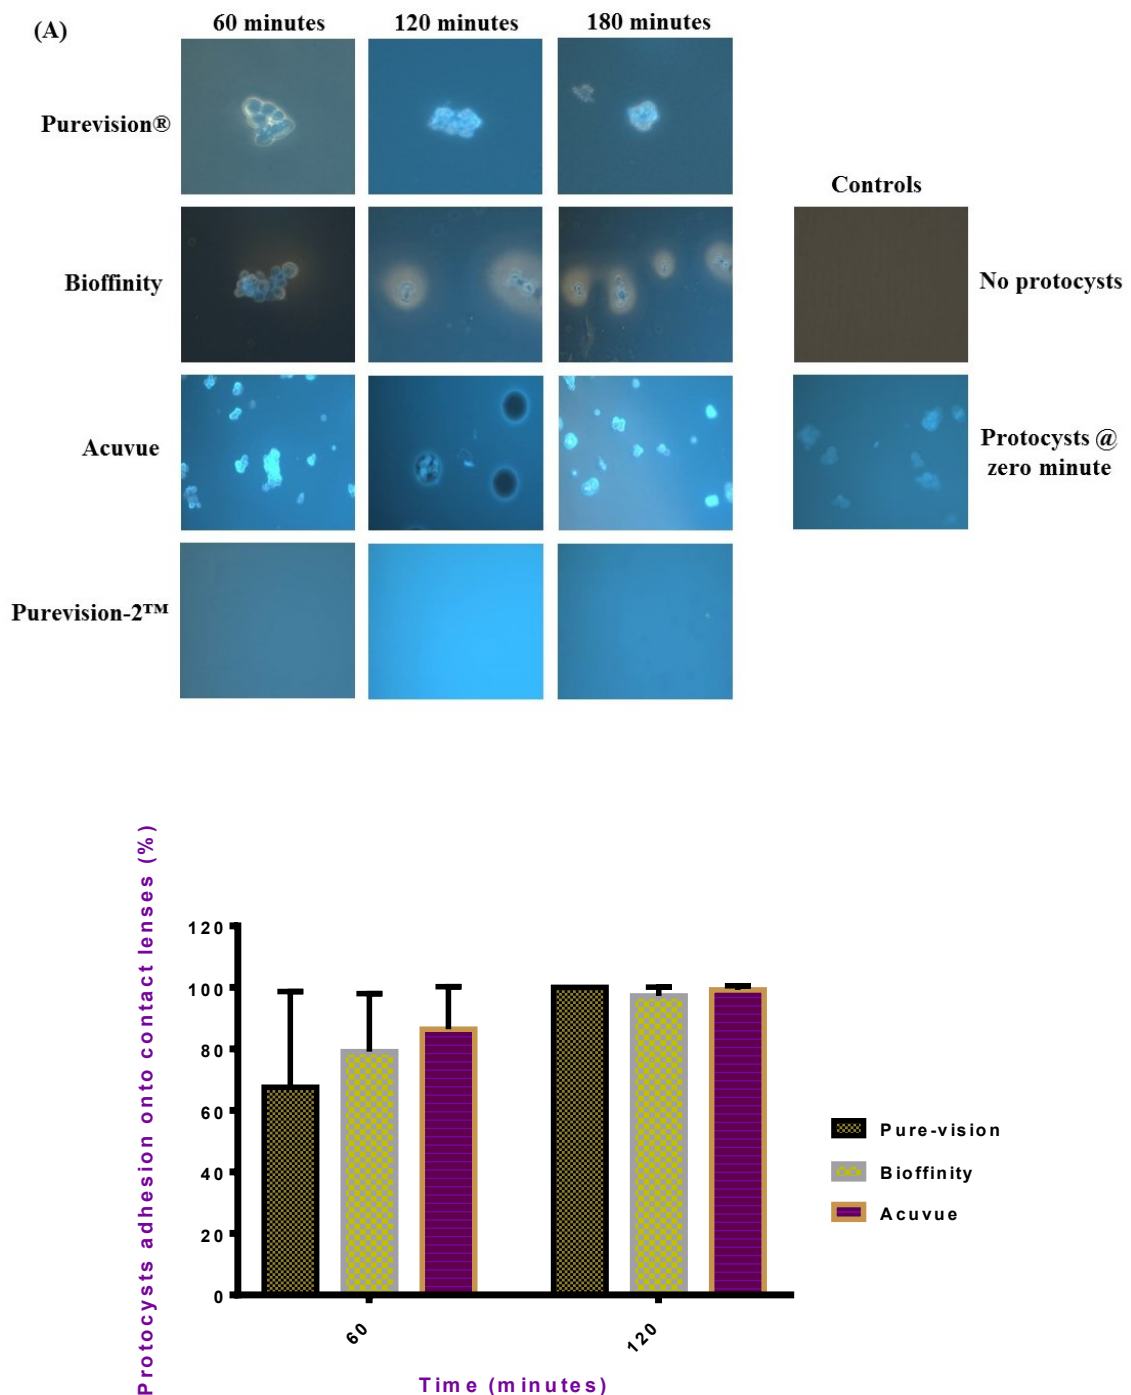 (A)
60 minutes
120 minutes
180 minutes
Purevision®
Controls
Bioffinity
No protocysts
Acuvue
Protocysts @
zero minute
Purevision-2™
Protocysts adhesion onto contact lenses (%)
120
100
80
60
40
20
0
60
120
Time (minutes)
Pure-vision
Bioffinity
Acuvue